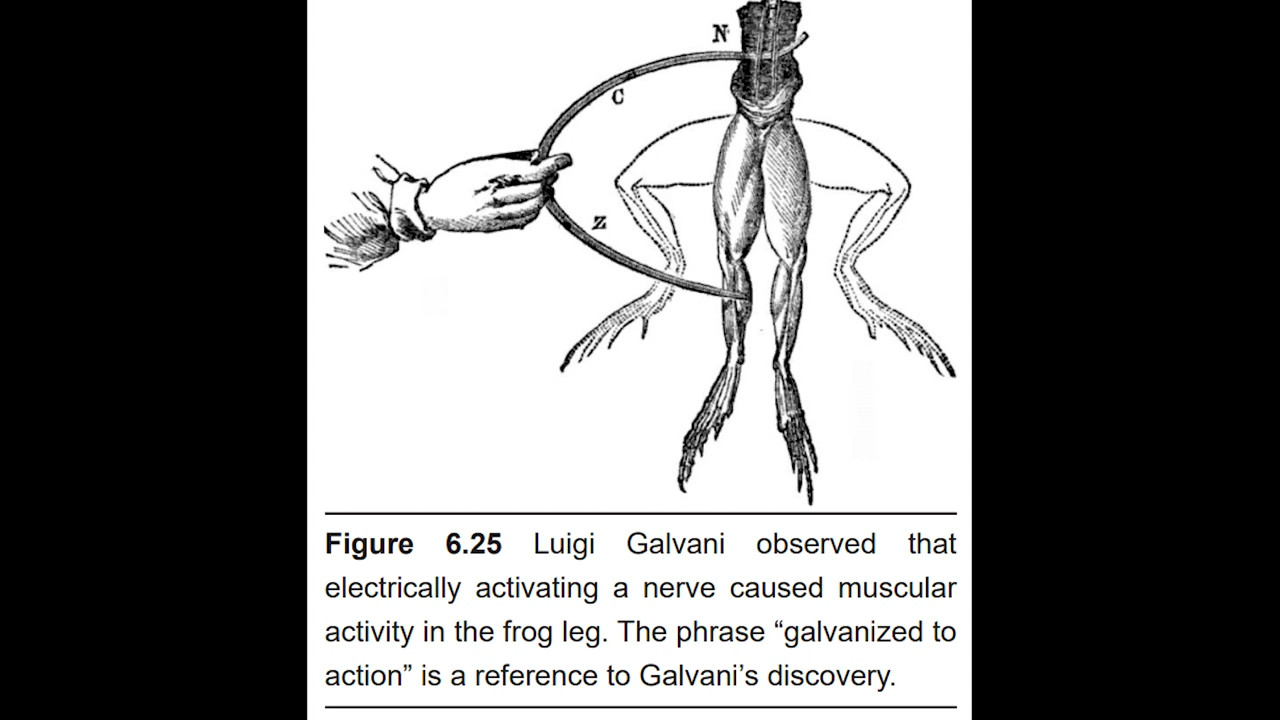 N
C
Z
Figure 6.25 Luigi Galvani observed that
electrically activating a nerve caused muscular
activity in the frog leg. The phrase “galvanized to
action” is a reference to Galvani’s discovery.